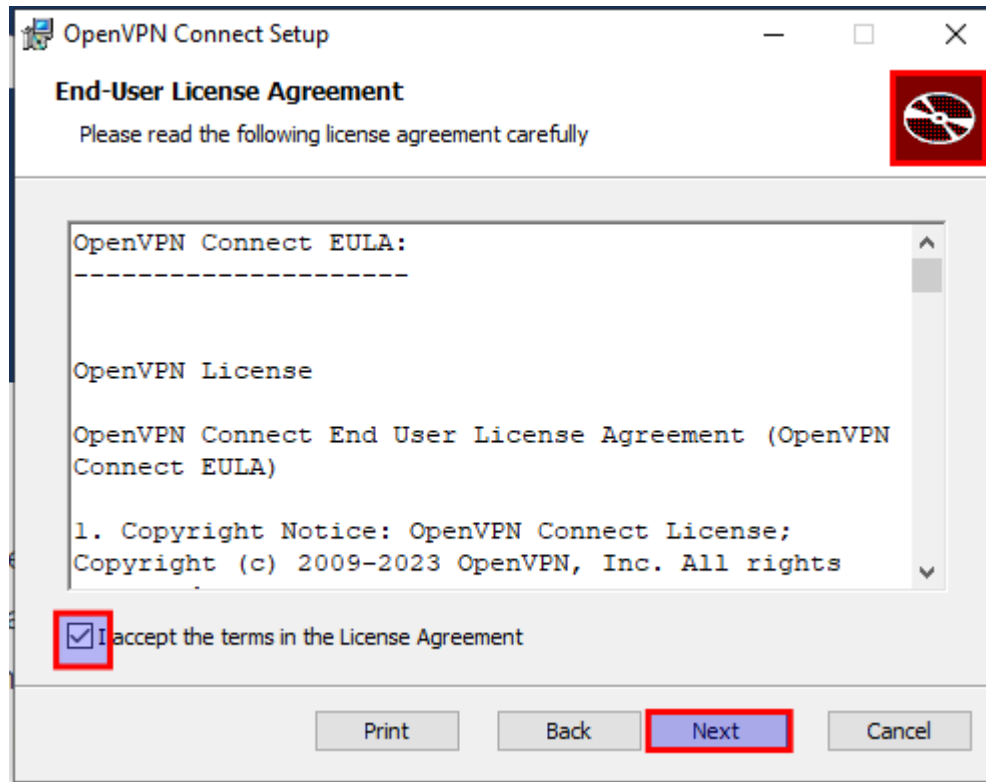 OpenVPN Connect Setup
End-User License Agreement
Please read the following license agreement carefully
OpenVPN Connect EULA:
---------------------
OpenVPN License
OpenVPN Connect End User License Agreement (OpenVPN
Connect EULA)
1. Copyright Notice: OpenVPN Connect License;
Copyright (c) 2009-2023 OpenVPN, Inc. All rights
I accept the terms in the License Agreement
Print Back Next Cancel